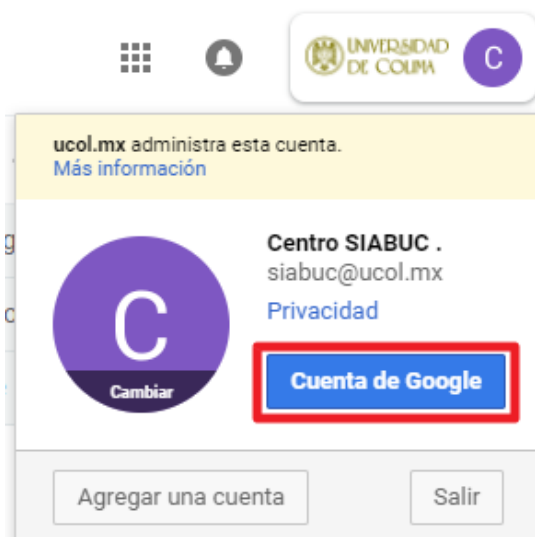 UNIVERSIDAD
DE COLIMA
C
ucol.mx administra esta cuenta.
Más información
C
Cambiar
Centro SIABUC .
siabuc@ucol.mx
Privacidad
Cuenta de Google
Agregar una cuenta
Salir